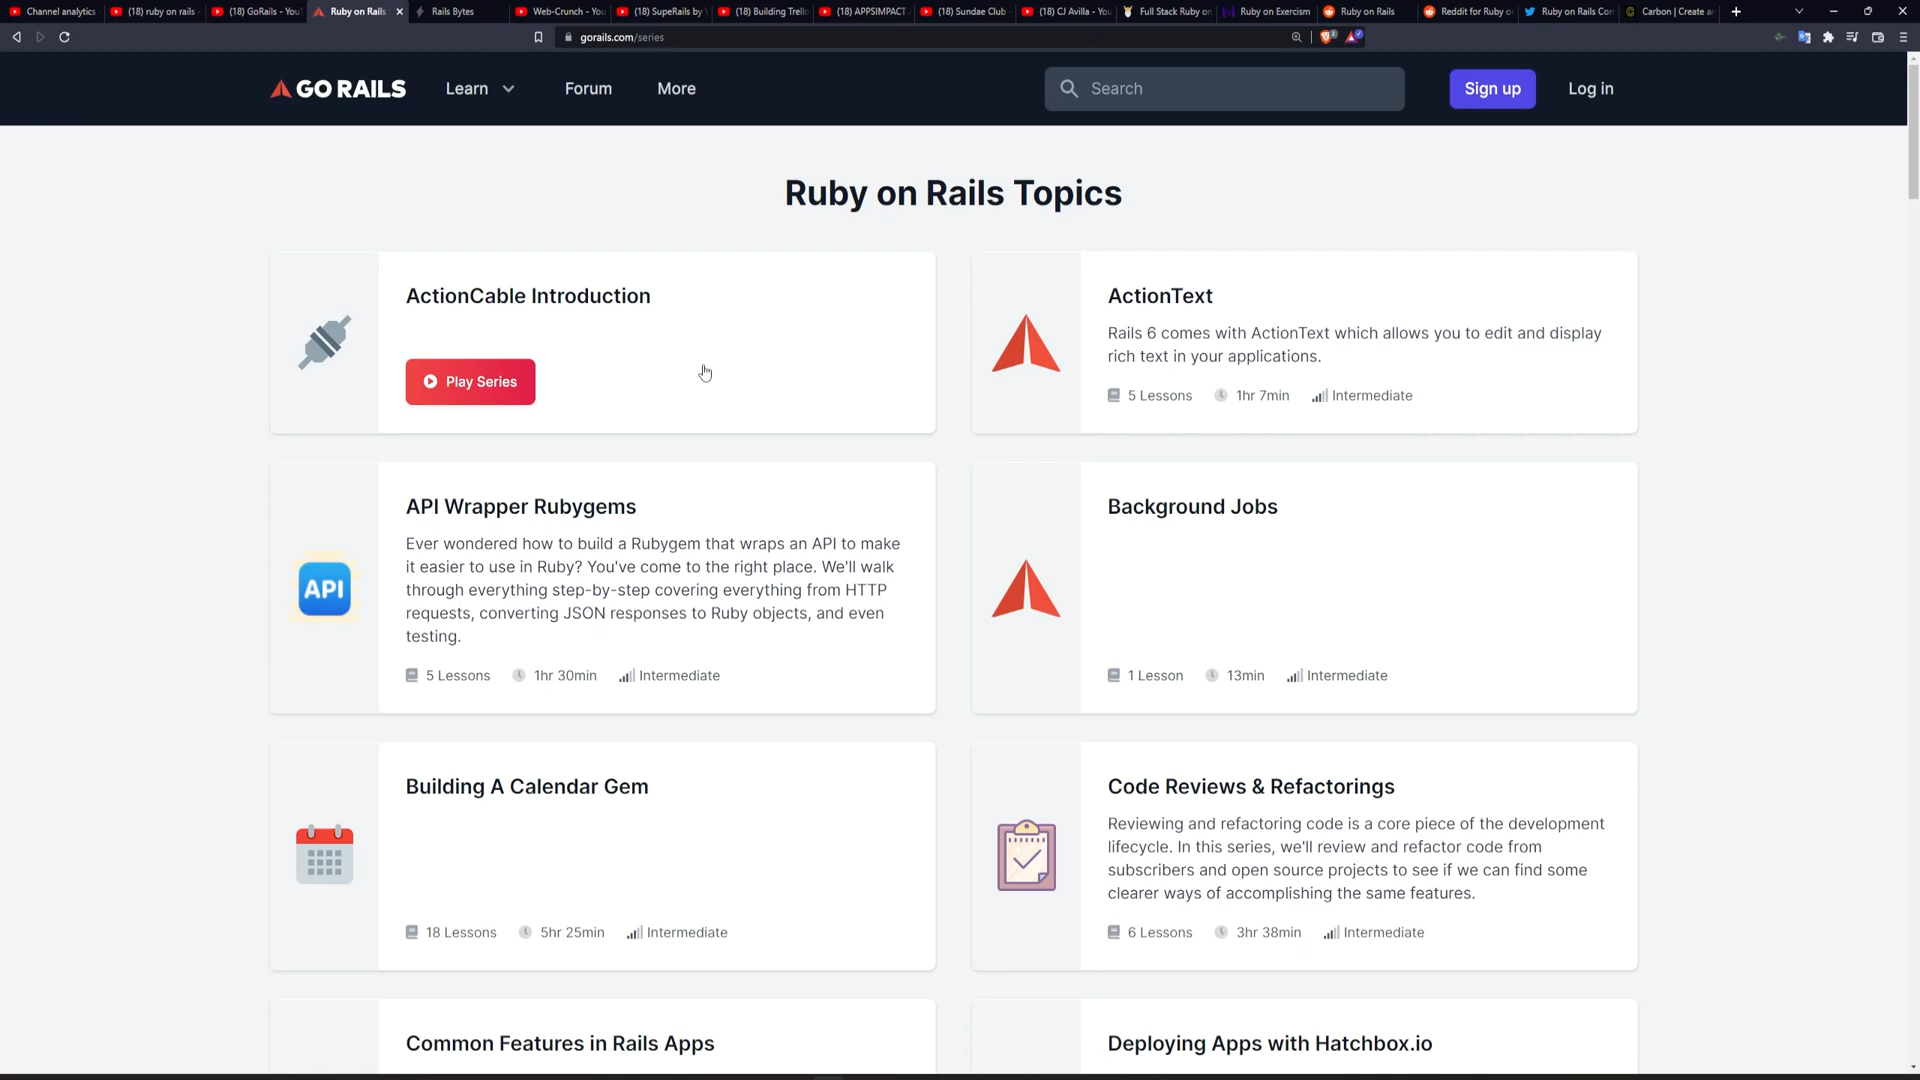 Channel analytics
(18) ruby on rails
(18) GoRails - You
Ruby on Rails
Rails Bytes
Web-Crunch - You
(18) SupeRails by
(18) Building Trello
(18) APPSIMPACT
(18) Sundae Club
(18) CJ Avilla - You
Full Stack Ruby on
Ruby on Exercism
Ruby on Rails
Reddit for Ruby o
Ruby on Rails Co
Carbon | Create a
gorails.com/series
GO RAILS
Learn
Forum
More
Search
Sign up
Log in
Ruby on Rails Topics
ActionCable Introduction
Play Series
ActionText
Rails 6 comes with ActionText which allows you to edit and display
rich text in your applications.
5 Lessons 1hr 7min Intermediate
API Wrapper Rubygems
Ever wondered how to build a Rubygem that wraps an API to make
it easier to use in Ruby? You've come to the right place. We'll walk
through everything step-by-step covering everything from HTTP
requests, converting JSON responses to Ruby objects, and even
testing.
API
5 Lessons 1hr 30min Intermediate
Background Jobs
1 Lesson 13min Intermediate
Building A Calendar Gem
18 Lessons 5hr 25min Intermediate
Code Reviews & Refactorings
Reviewing and refactoring code is a core piece of the development
lifecycle. In this series, we'll review and refactor code from
subscribers and open source projects to see if we can find some
clearer ways of accomplishing the same features.
6 Lessons 3hr 38min Intermediate
Common Features in Rails Apps
Deploying Apps with Hatchbox.io